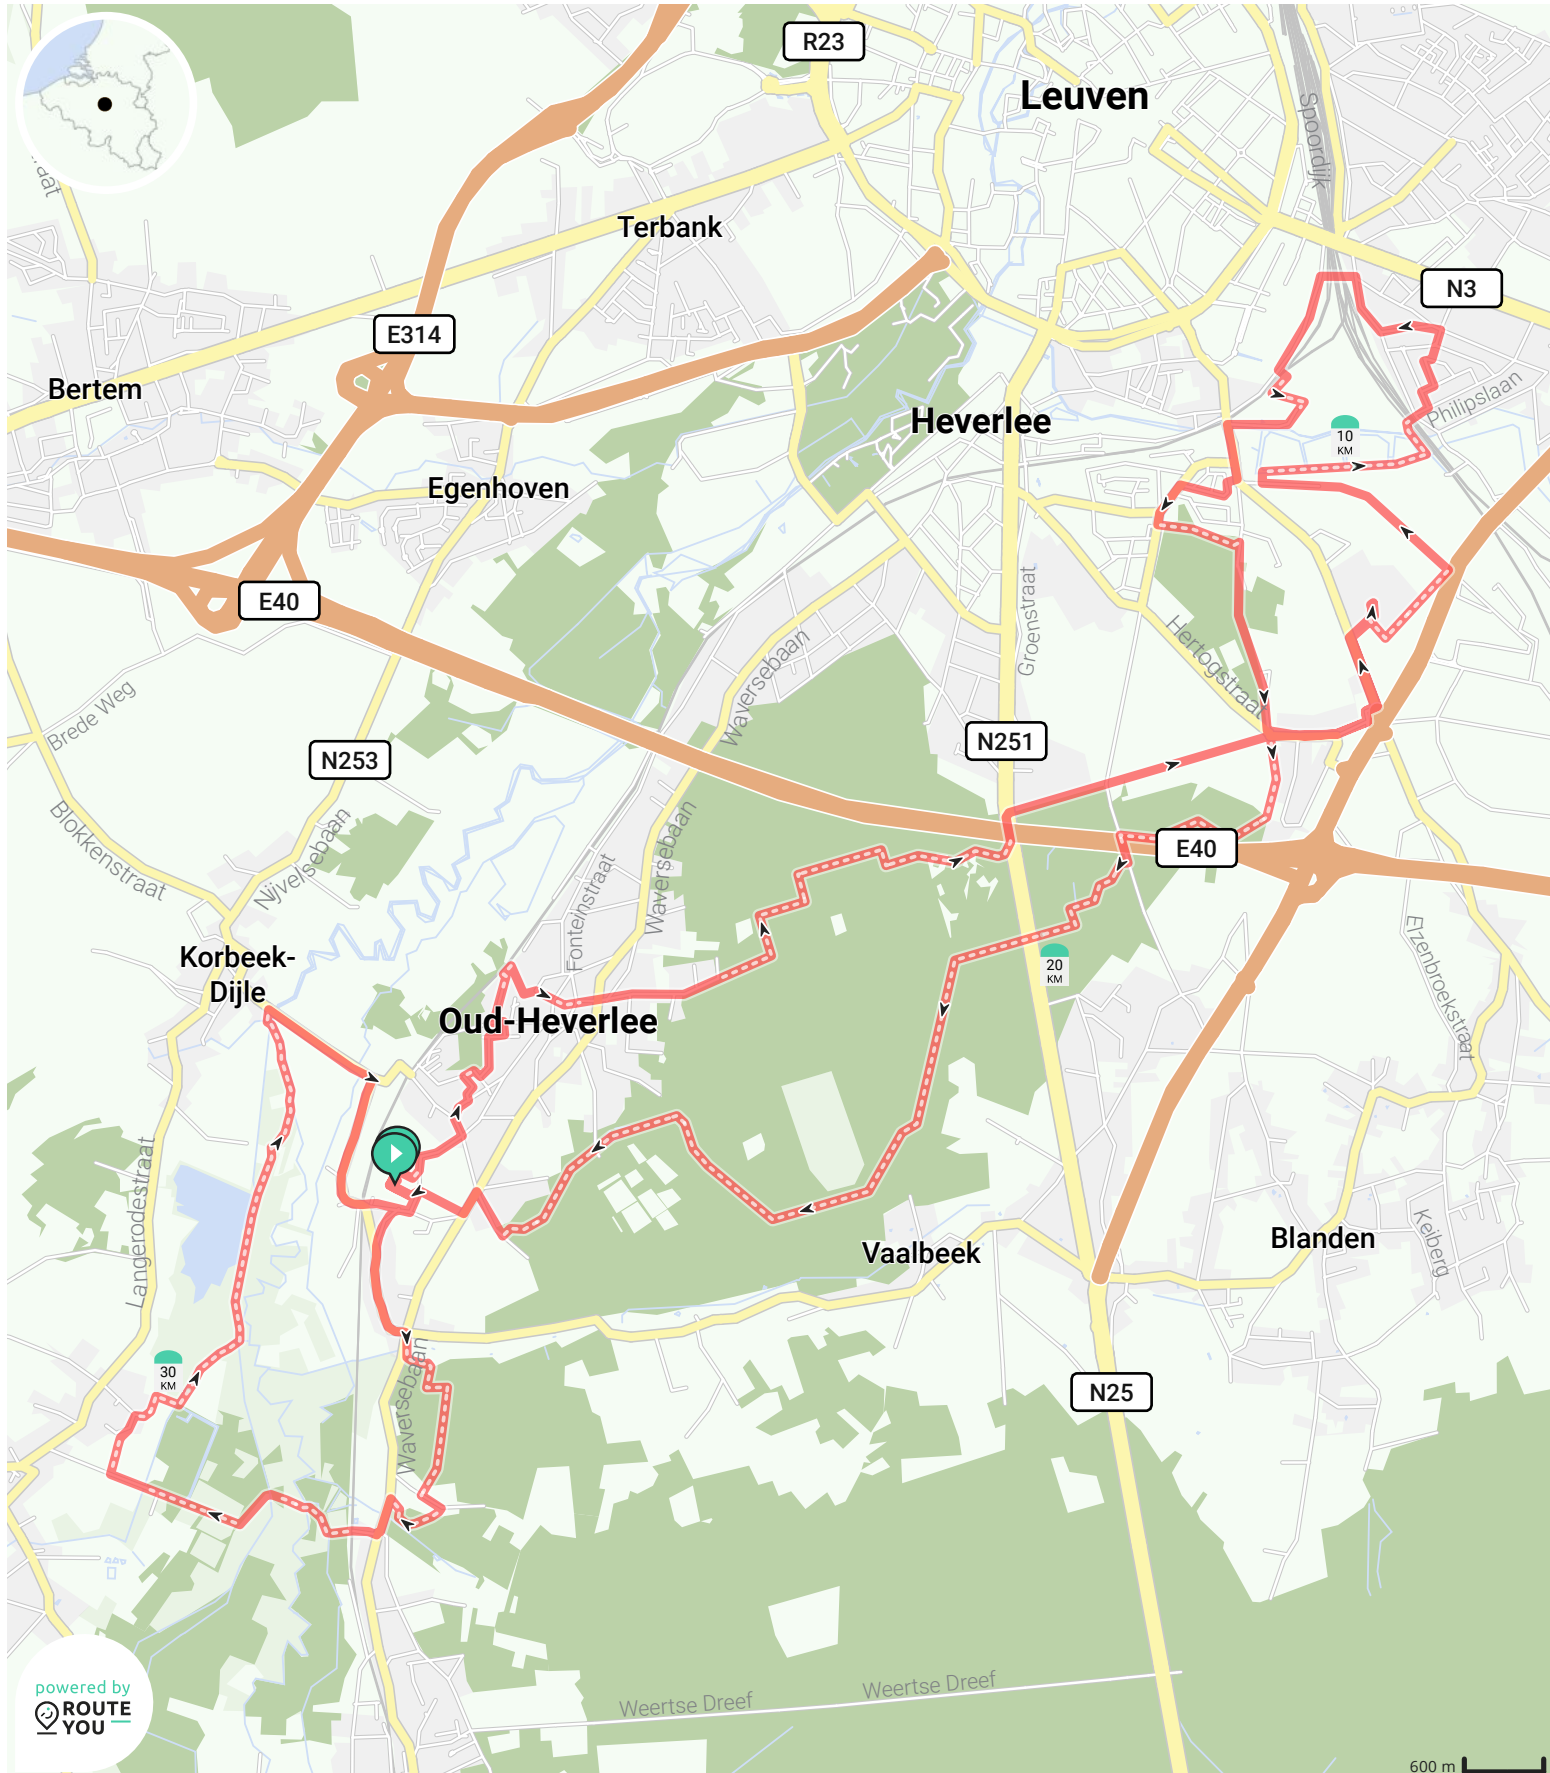 R23
Leuven
Spoordijk
Terbank
N3
E314
Bertem
Philipslaan
Heverlee
10
KM
Egenhoven
E40
Groenstraat
Hertogstraat
Waversebaan
Brede Weg
N251
N253
Blokkenstraat
Nijvelsebaan
Waversebaan
Fonteinstraat
E40
Elzenbroekstraat
Korbeek-
Dijle
20
KM
Oud-Heverlee
Langerodestraat
Vaalbeek
Blanden
Keiberg
30
KM
Waversebaan
N25
Weertse Dreef
Weertse Dreef
powered by
ROUTE
YOU
600 m